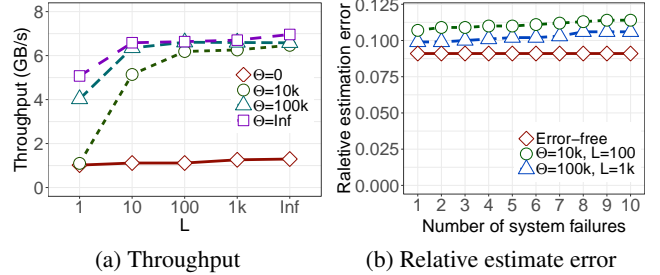 Throughput (GB/s)
8
6
4
2
0
1 10 100 1k Inf
L
Θ=0
Θ=10k
Θ=100k
Θ=Inf
(a) Throughput
Raletive estimation error
0.125
0.100
0.075
0.050
0.025
0.000
1 2 3 4 5 6 7 8 9 10
Number of system failures
Error-free
Θ=10k, L=100
Θ=100k, L=1k
(b) Relative estimate error